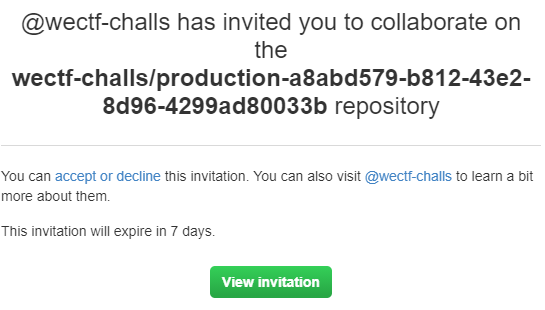 @wectf-challs has invited you to collaborate on
the
wectf-challs/production-a8abd579-b812-43e2-
8d96-4299ad80033b repository
You can accept or decline this invitation. You can also visit @wectf-challs to learn a bit
more about them.
This invitation will expire in 7 days.
View invitation